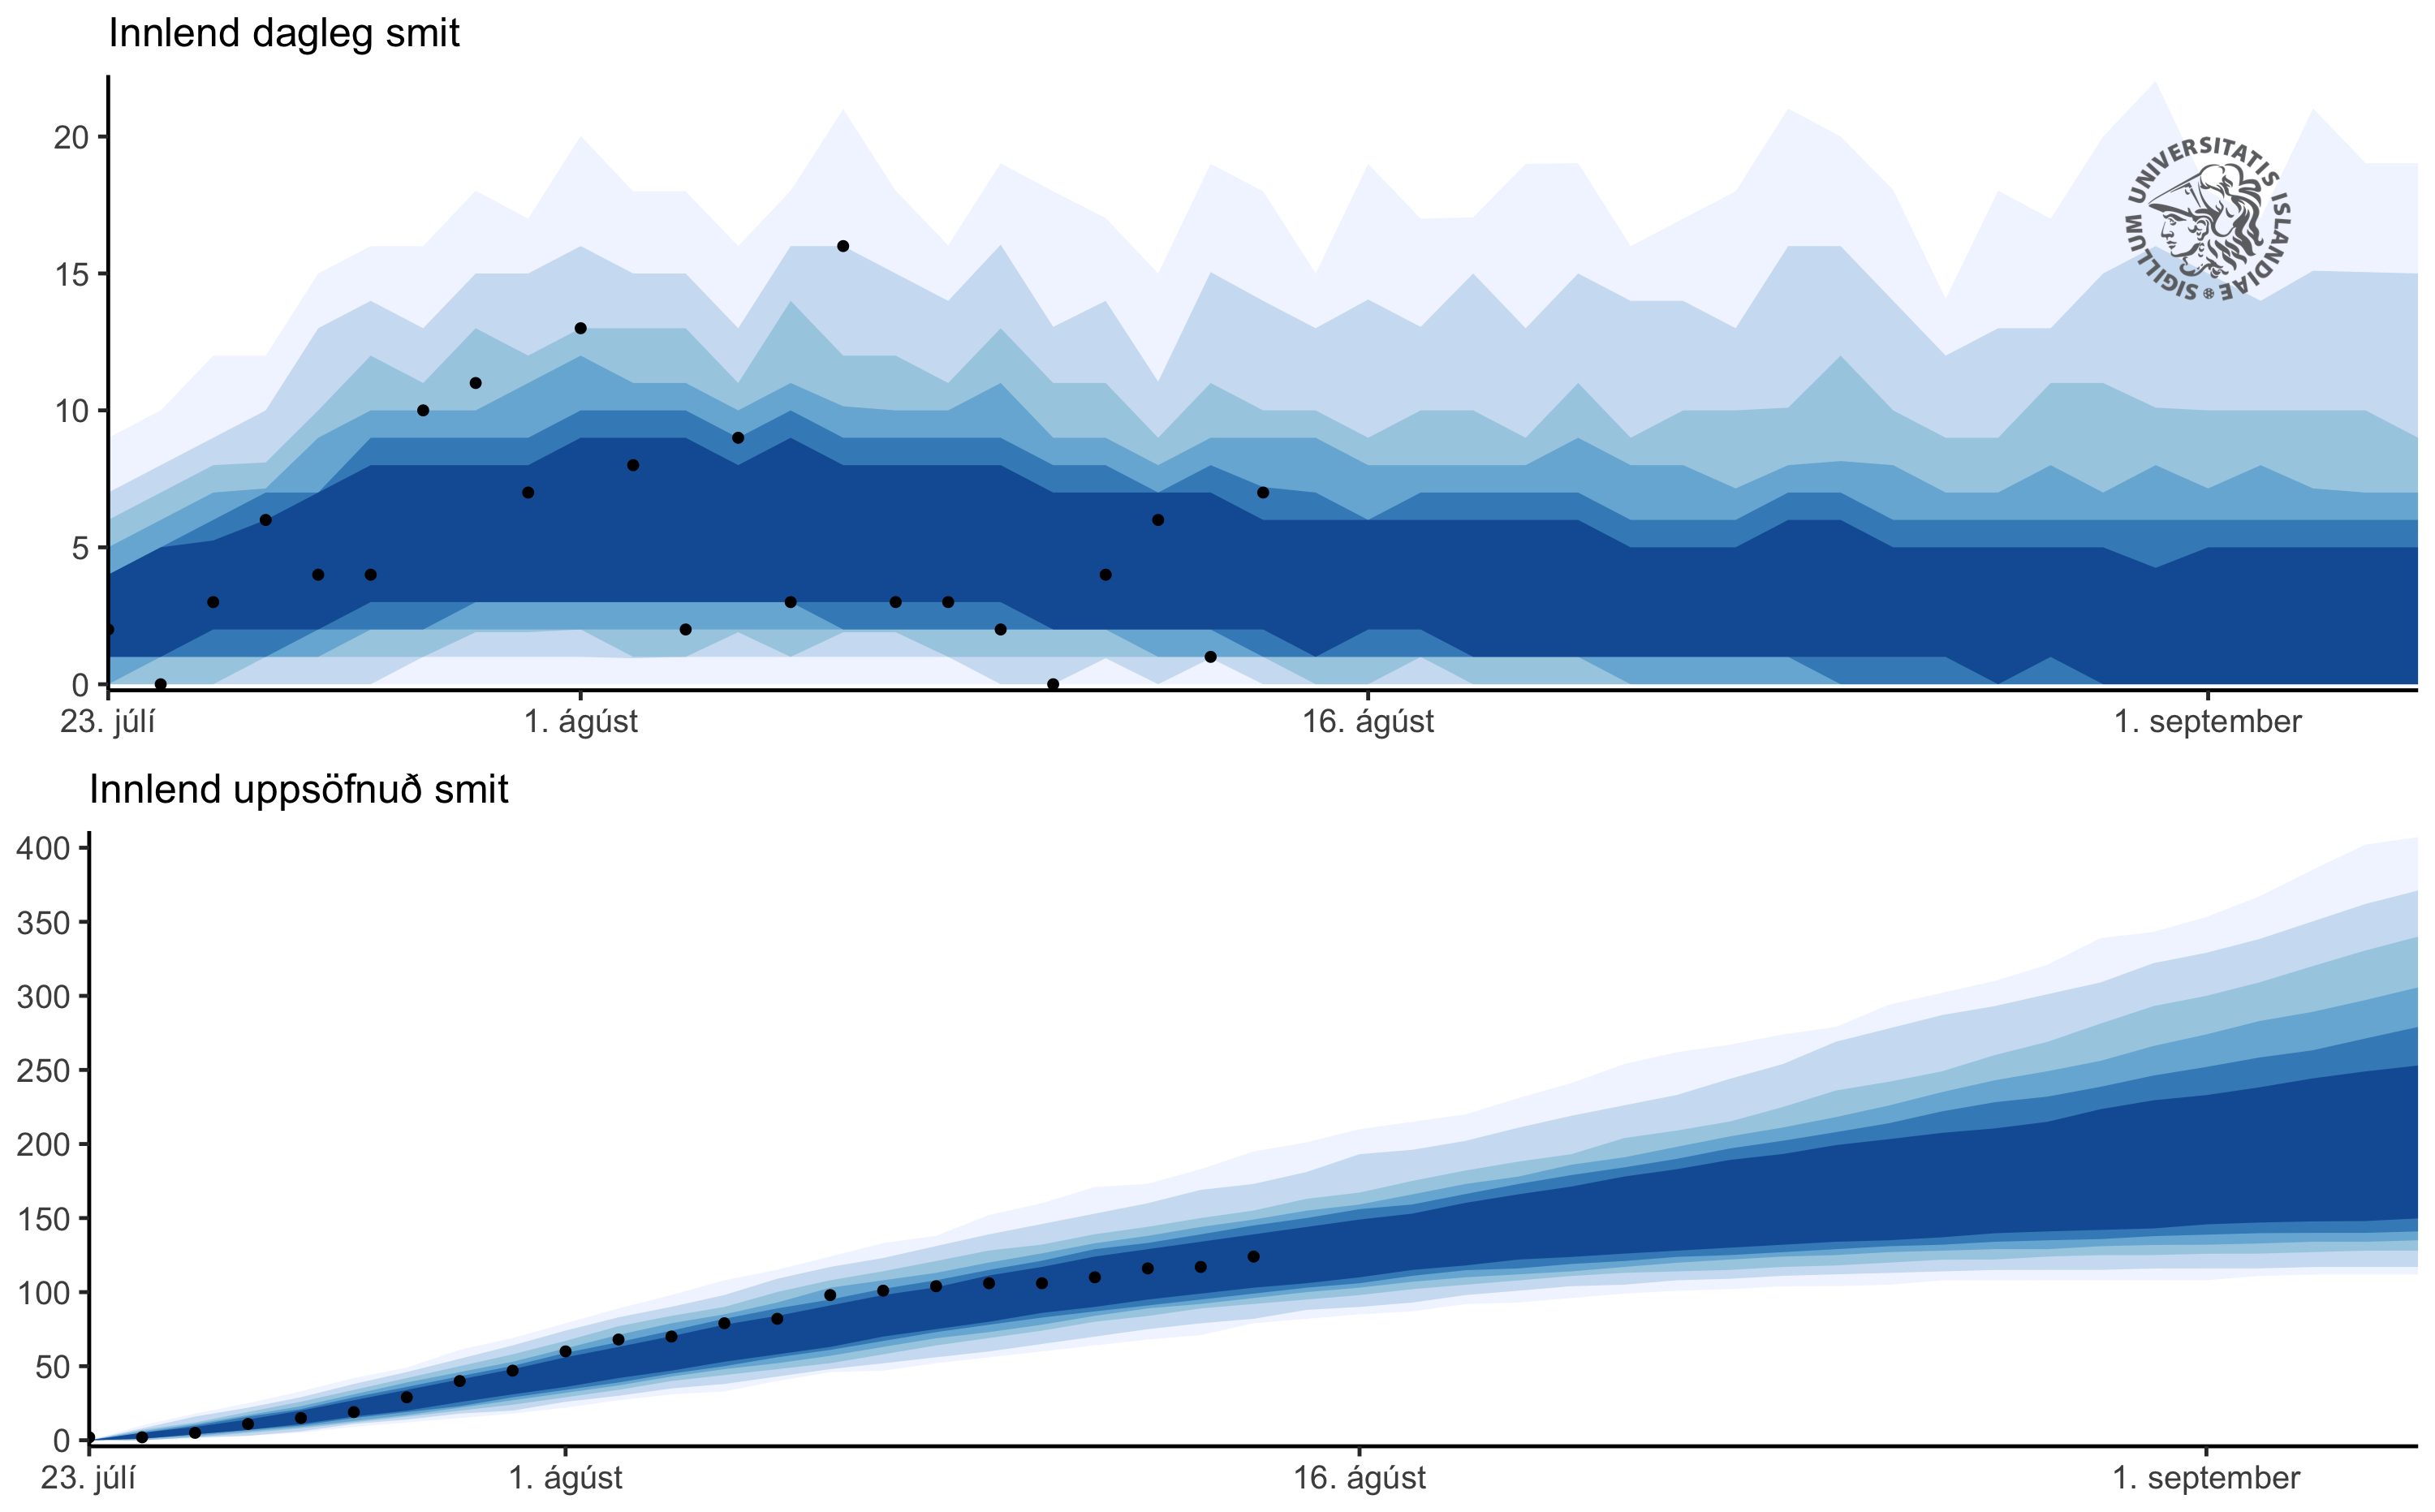 Innlend dagleg smit
20
15
10
5
0
23. júlí
1. ágúst
16. ágúst
1. september
SIGILLUM UNIVERSITATIS ISLANDIAE
Innlend uppsöfnuð smit
400
350
300
250
200
150
100
50
0
23. júlí
1. ágúst
16. ágúst
1. september